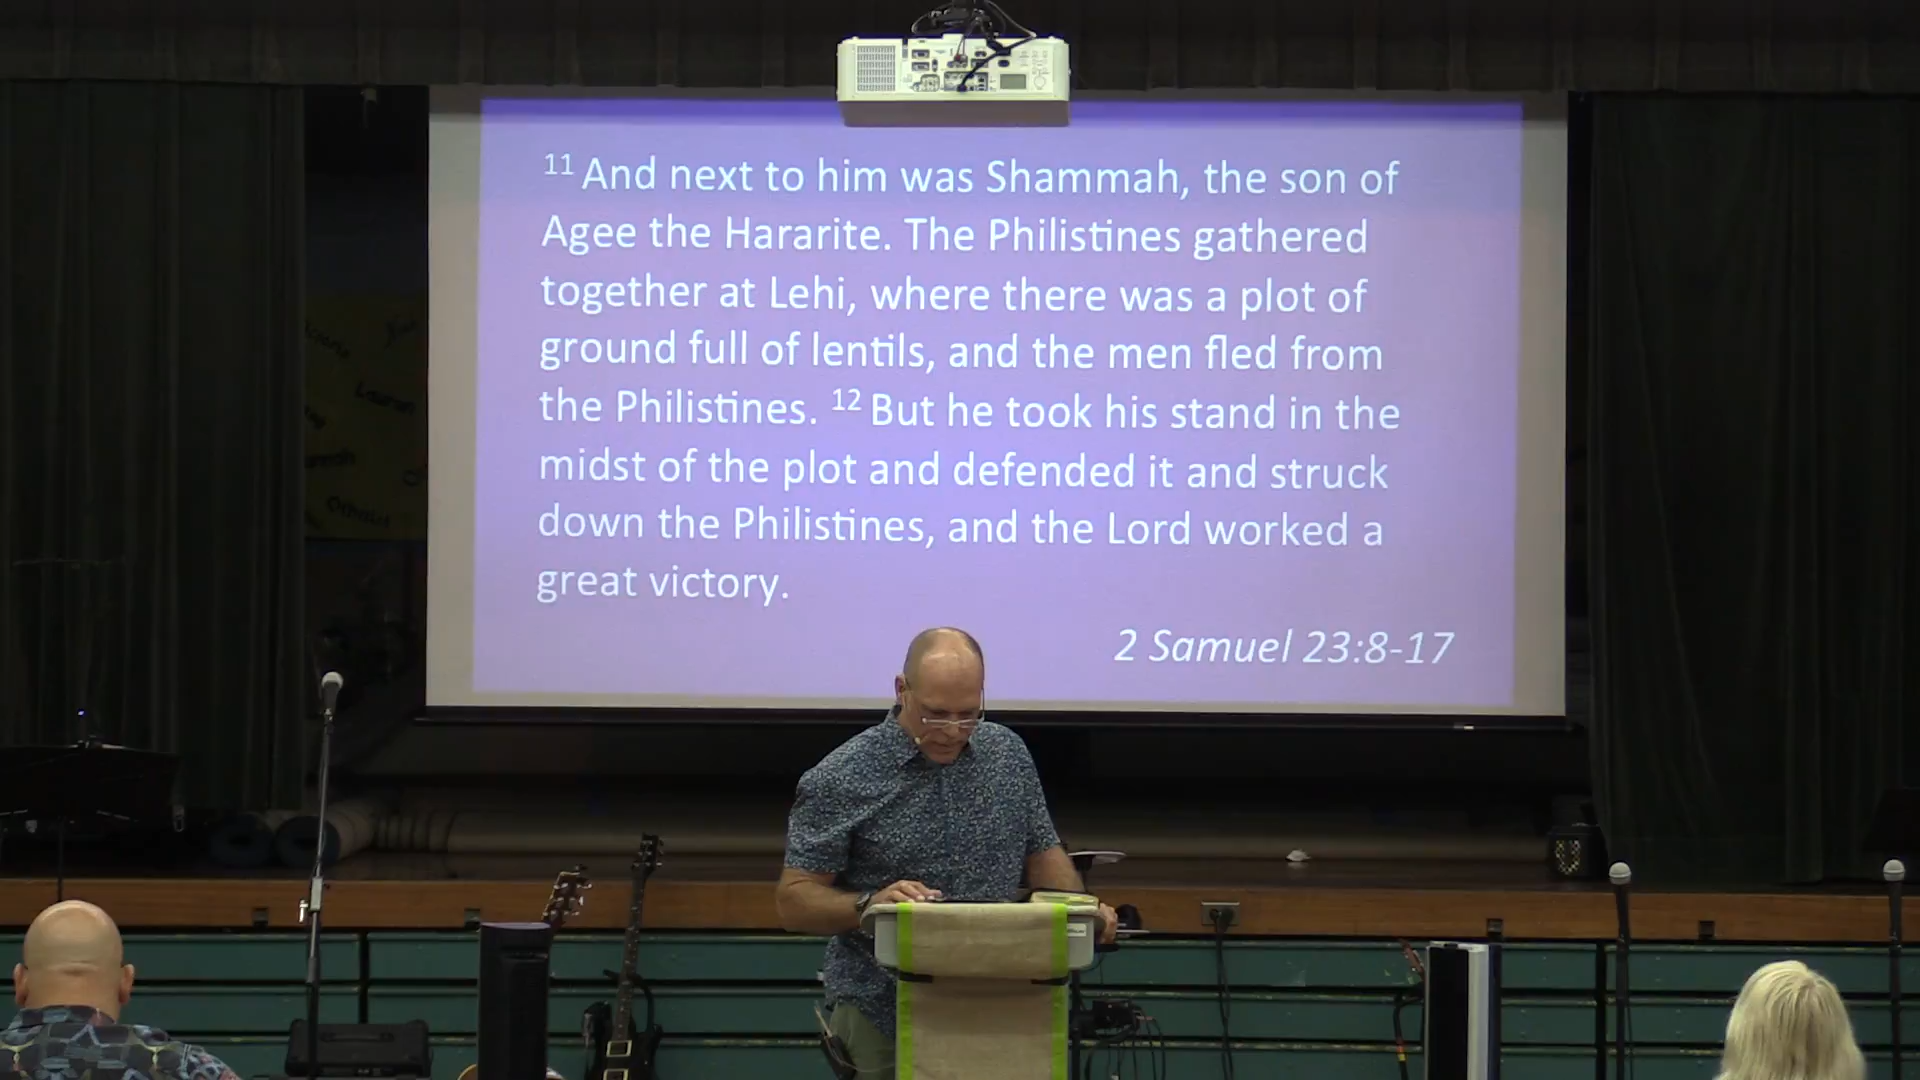 11 And next to him was Shammah, the son of
Agee the Hararite. The Philistines gathered
together at Lehi, where there was a plot of
ground full of lentils, and the men fled from
the Philistines. 12 But he took his stand in the
midst of the plot and defended it and struck
down the Philistines, and the Lord worked a
great victory.
2 Samuel 23:8-17
Lauran